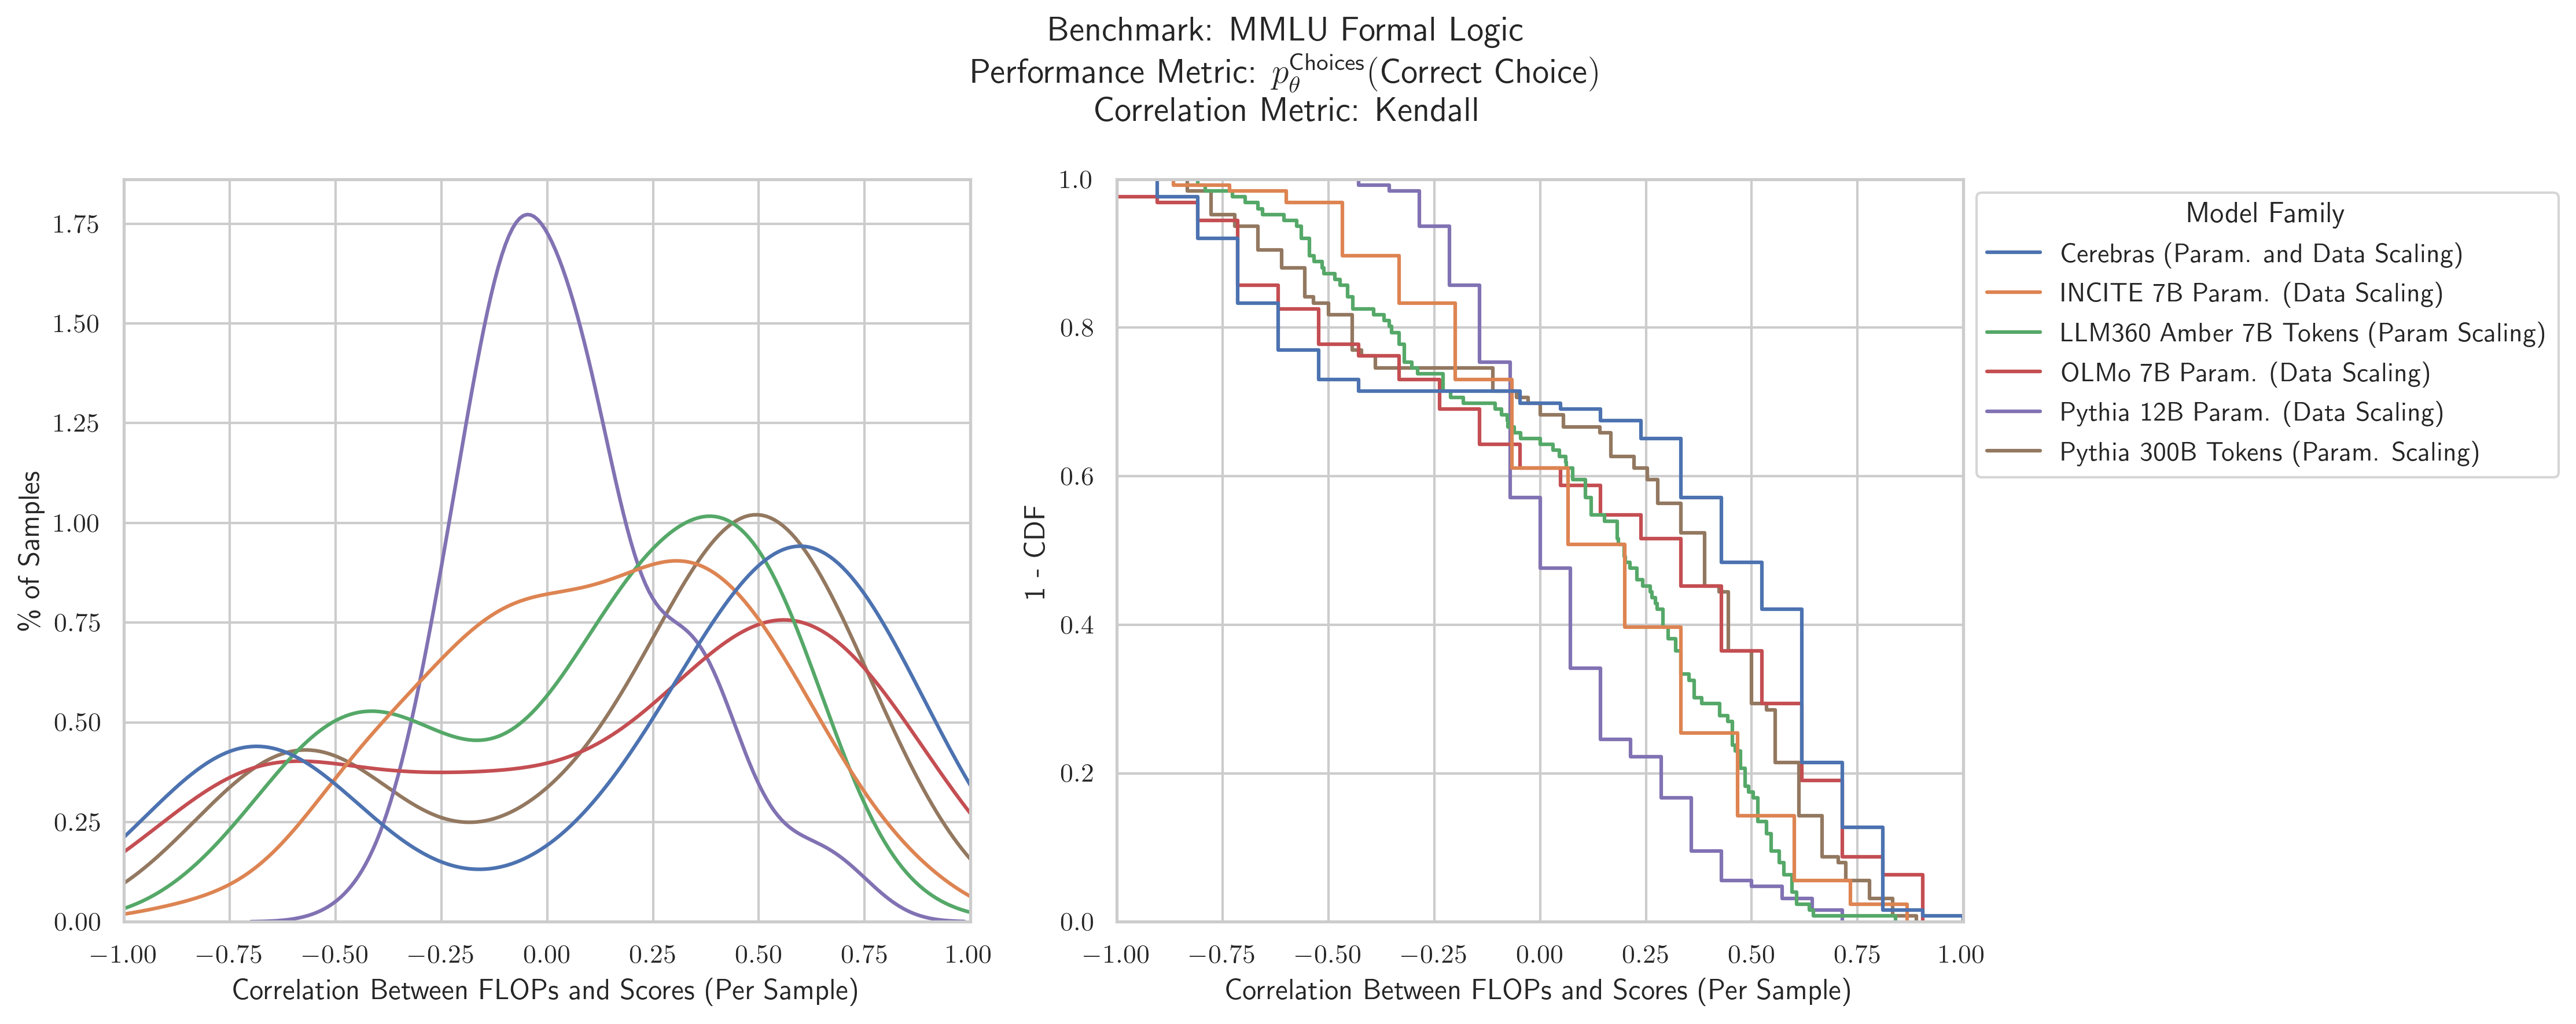 Benchmark: MMLU Formal Logic
Performance Metric: $p_\theta^{\text{Choices}}$(Correct Choice)
Correlation Metric: Kendall
% of Samples
1.75
1.50
1.25
1.00
0.75
0.50
0.25
0.00
−1.00 −0.75 −0.50 −0.25 0.00 0.25 0.50 0.75 1.00
Correlation Between FLOPs and Scores (Per Sample)
1 - CDF
1.0
0.8
0.6
0.4
0.2
0.0
−1.00 −0.75 −0.50 −0.25 0.00 0.25 0.50 0.75 1.00
Correlation Between FLOPs and Scores (Per Sample)
Model Family
Cerebras (Param. and Data Scaling)
INCITE 7B Param. (Data Scaling)
LLM360 Amber 7B Tokens (Param Scaling)
OLMo 7B Param. (Data Scaling)
Pythia 12B Param. (Data Scaling)
Pythia 300B Tokens (Param. Scaling)